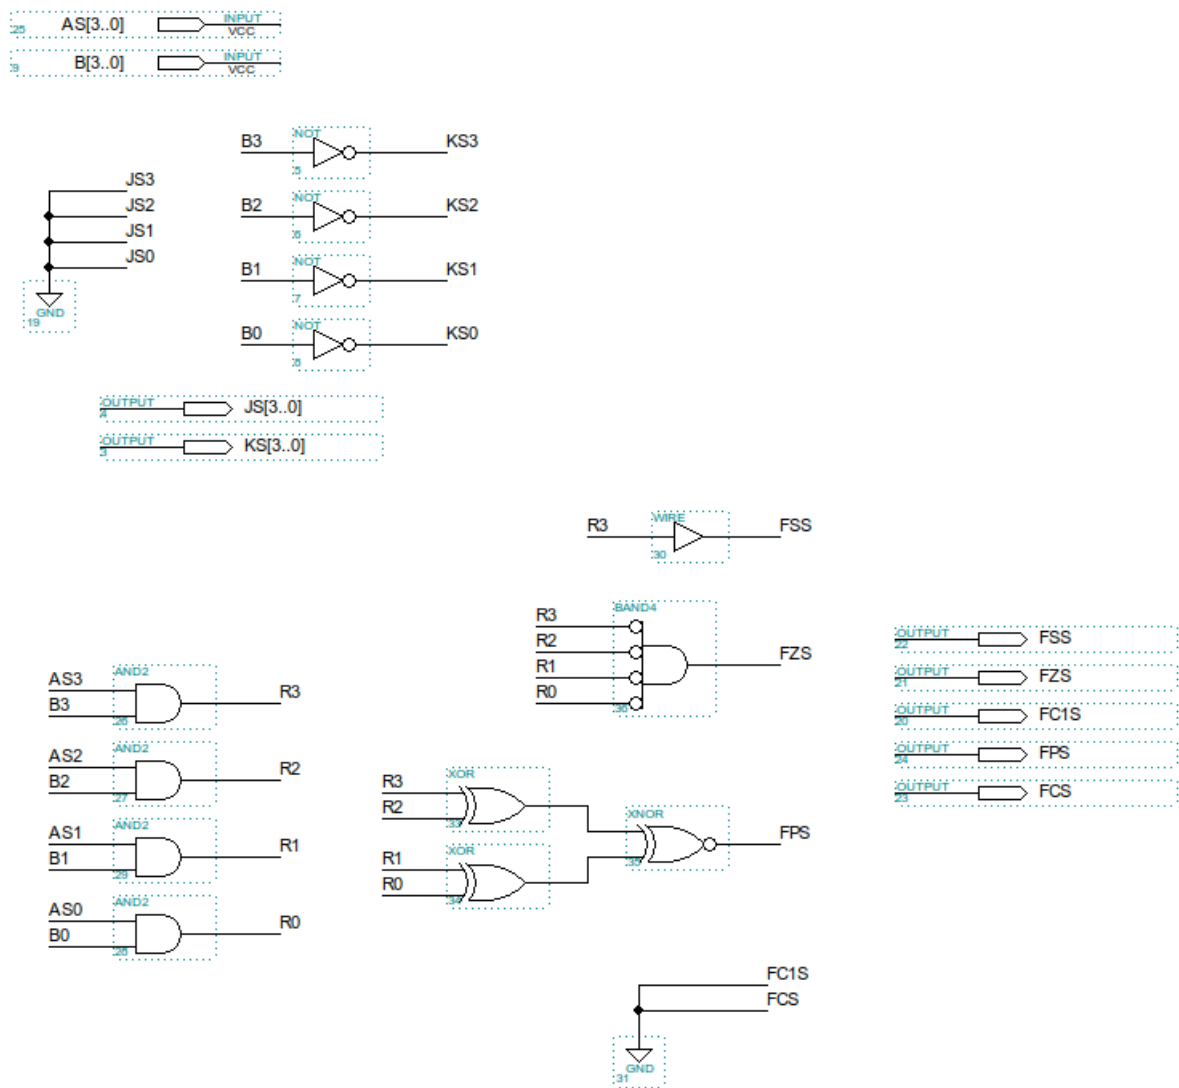 AS[3..0] INPUT VCC
25
B[3..0] INPUT VCC
9
NOT
B3 KS3
5
JS3
JS2
JS1
JS0
GND
19
NOT
B2 KS2
6
NOT
B1 KS1
7
NOT
B0 KS0
OUTPUT JS[3..0]
4
OUTPUT KS[3..0]
3
WIRE
R3 FSS
30
BAND4
R3
R2
R1
R0
FZS
36
OUTPUT FSS
22
OUTPUT FZS
21
OUTPUT FC1S
20
OUTPUT FPS
24
OUTPUT FCS
23
AND2
AS3
B3
R3
26
AND2
AS2
B2
R2
27
AND2
AS1
B1
R1
29
AND2
AS0
B0
R0
28
XOR
R3
R2
33
XOR
R1
R0
34
XNOR
FPS
35
FC1S
FCS
GND
31